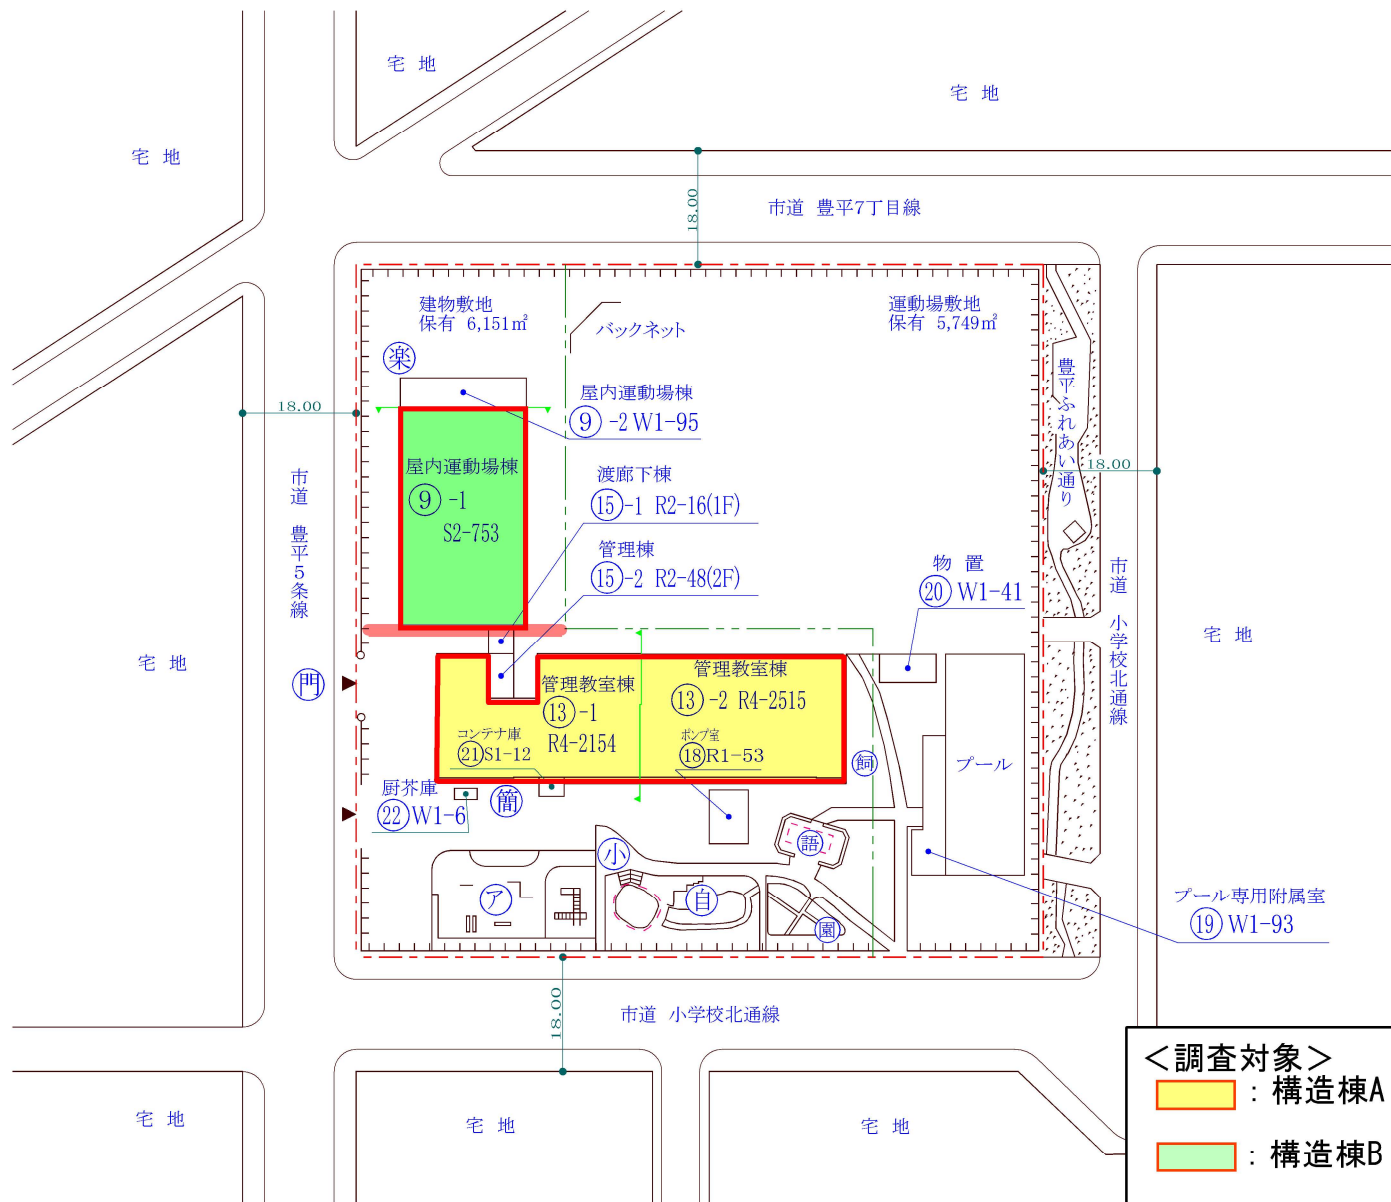 宅 地
宅 地
宅 地
市道 豊平7丁目線
18.00
建物敷地
保有 6,151㎡
運動場敷地
保有 5,749㎡
バックネット
楽
屋内運動場棟
⑨ -2 W1-95
豊平ふれあい通り
18.00
18.00
屋内運動場棟
⑨ -1
S2-753
渡廊下棟
⑮-1 R2-16(1F)
管理棟
⑮-2 R2-48(2F)
市道 豊平5条線
物 置
⑳ W1-41
市道 小学校北通線
宅 地
宅 地
門
管理教室棟
⑬-1
R4-2154
管理教室棟
⑬-2 R4-2515
コンテナ庫
㉑S1-12
ポンプ室
⑱R1-53
飼
プール
厨芥庫
㉒W1-6
簡
小
語
ア
自
園
プール専用附属室
⑲W1-93
18.00
市道 小学校北通線
宅 地
宅 地
宅 地
＜調査対象＞
：構造棟A
：構造棟B